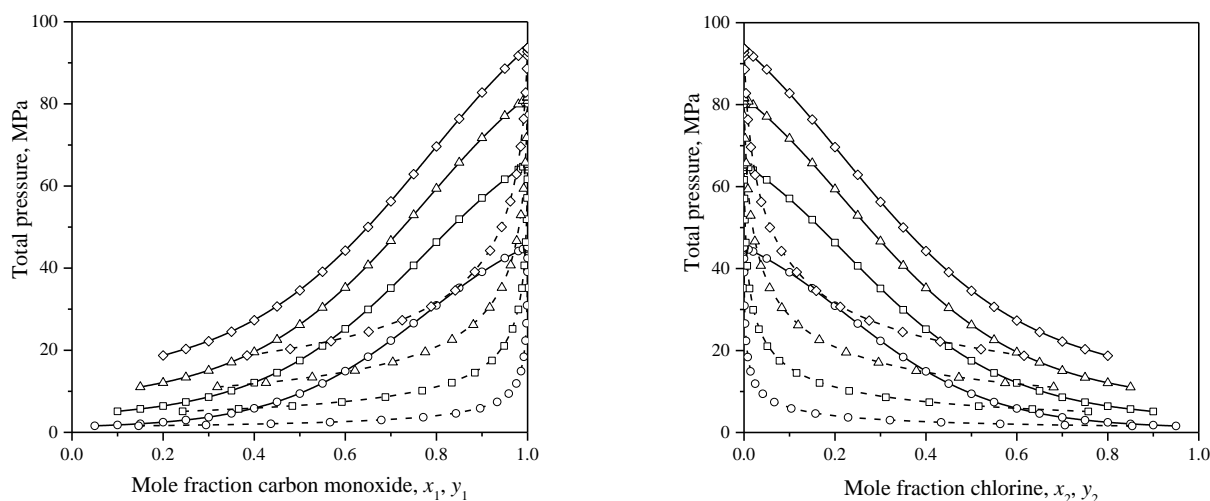 100
80
60
40
20
0
Total pressure, MPa
0.0 0.2 0.4 0.6 0.8 1.0
Mole fraction carbon monoxide, x₁, y₁
100
80
60
40
20
0
Total pressure, MPa
0.0 0.2 0.4 0.6 0.8 1.0
Mole fraction chlorine, x₂, y₂